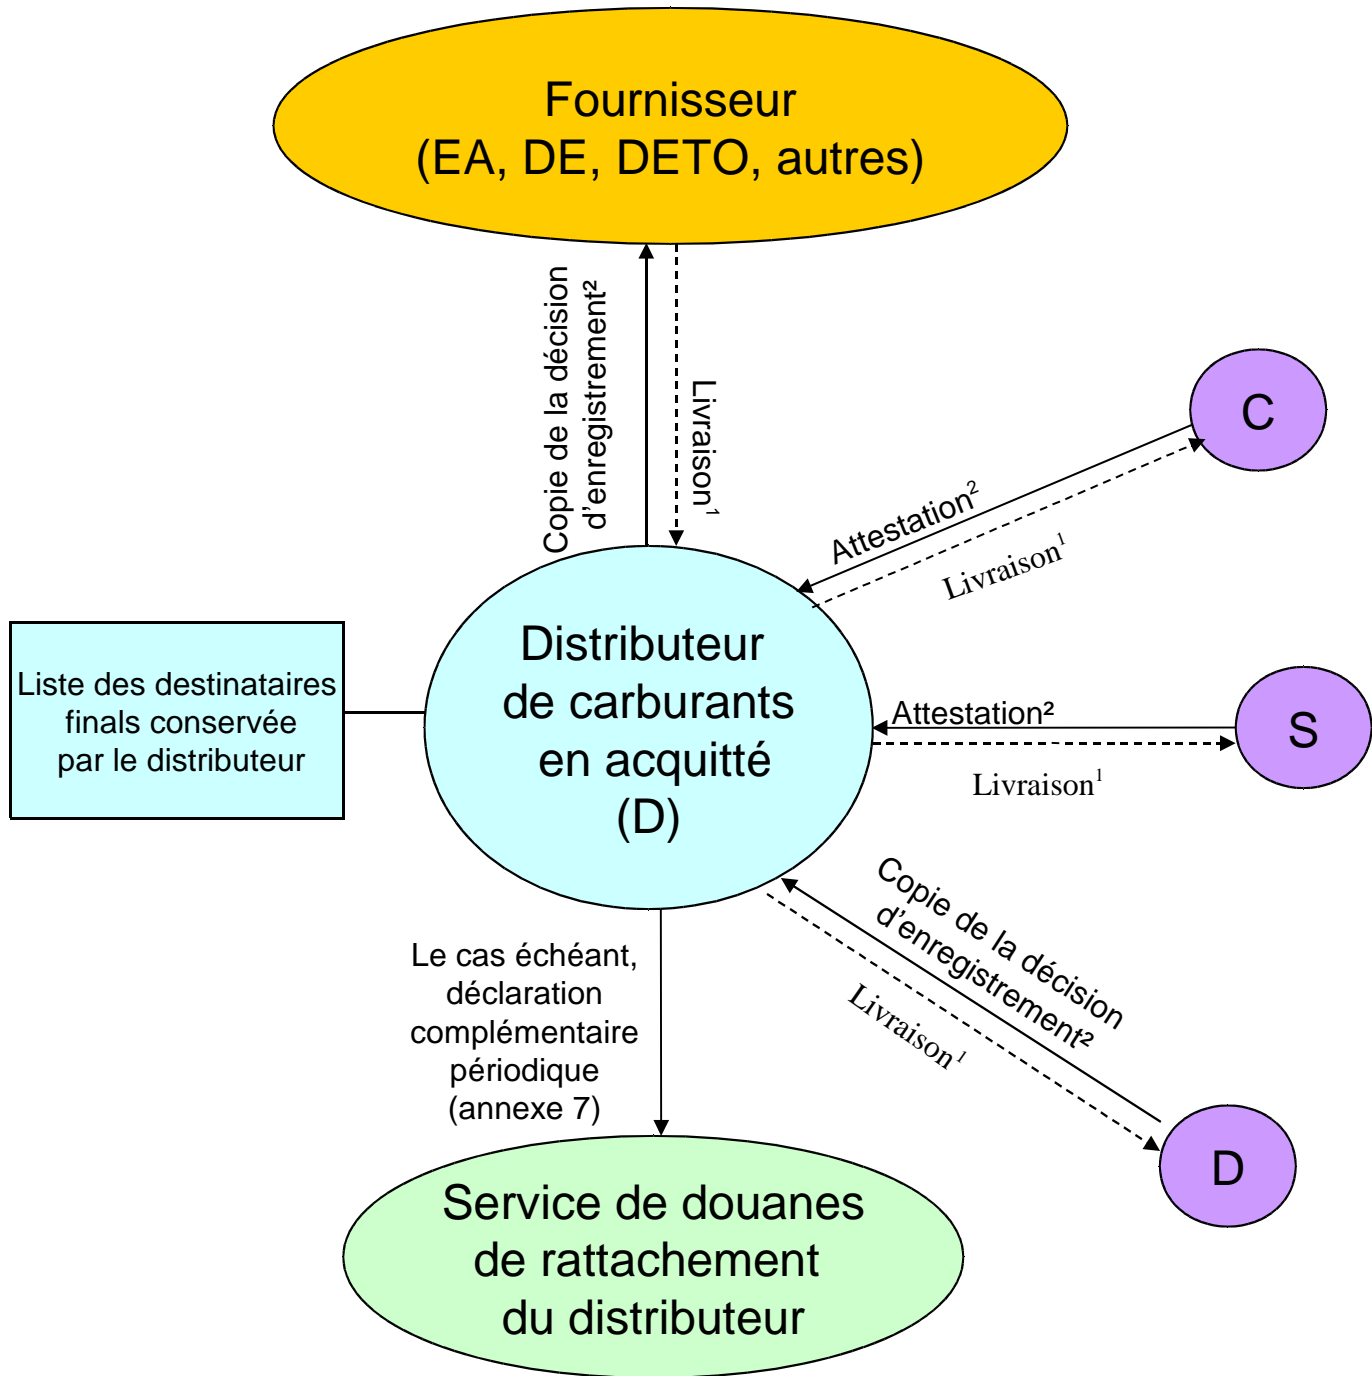 Fournisseur
(EA, DE, DETO, autres)
Copie de la décision
d'enregistrement²
Livraison¹
C
Attestation²
Livraison¹
Liste des destinataires
finals conservée
par le distributeur
Distributeur
de carburants
en acquitté
(D)
Attestation²
Livraison¹
S
Copie de la décision
d'enregistrement²
Livraison¹
D
Le cas échéant,
déclaration
complémentaire
périodique
(annexe 7)
Service de douanes
de rattachement
du distributeur